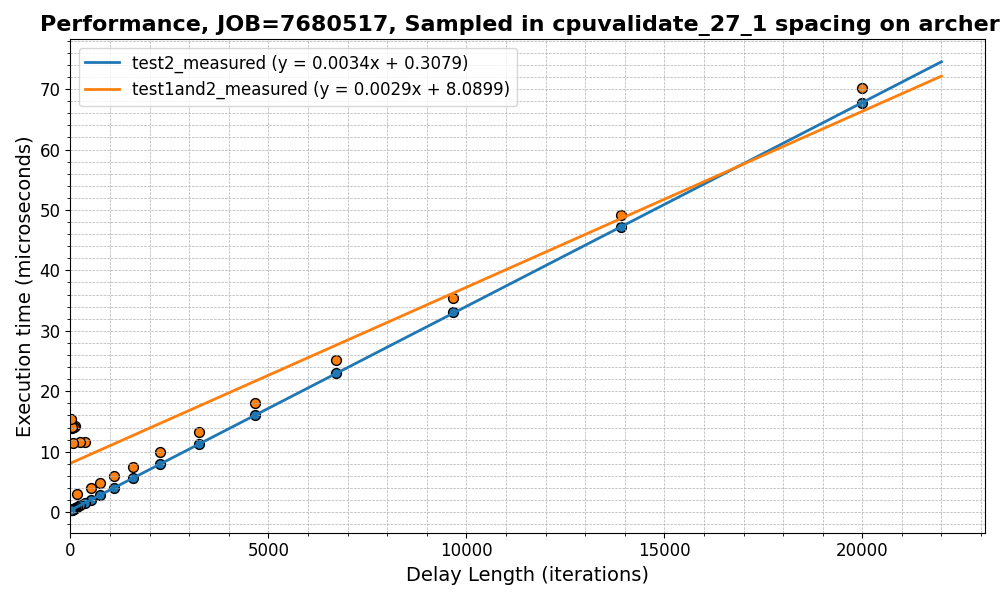 Performance, JOB=7680517, Sampled in cpuvalidate_27_1 spacing on archer
test2_measured (y = 0.0034x + 0.3079)
test1and2_measured (y = 0.0029x + 8.0899)
Execution time (microseconds)
70
60
50
40
30
20
10
0
0 5000 10000 15000 20000
Delay Length (iterations)